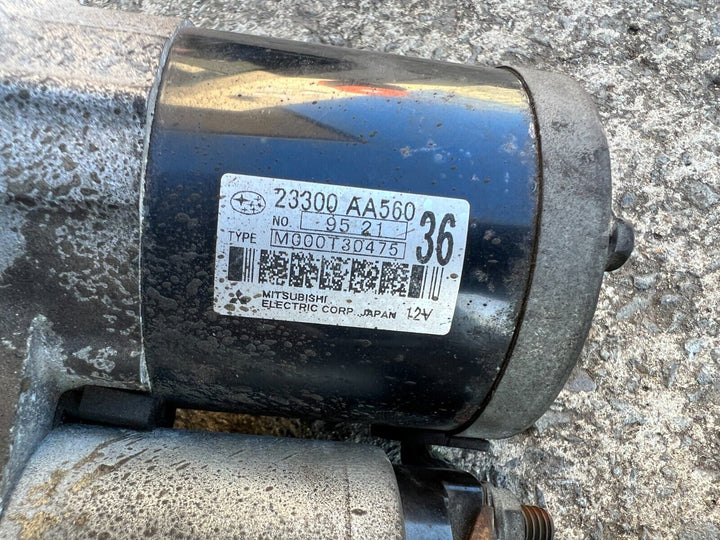 23300 AA560
NO. 95 21 36
TYPE M000T30475
MITSUBISHI
ELECTRIC CORP. JAPAN 12V